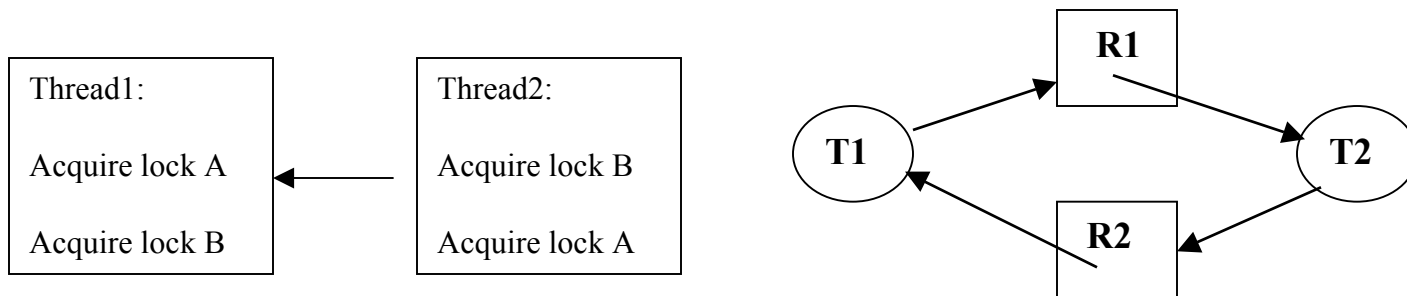 Thread1:
Acquire lock A
Acquire lock B
Thread2:
Acquire lock B
Acquire lock A
R1
T1
T2
R2